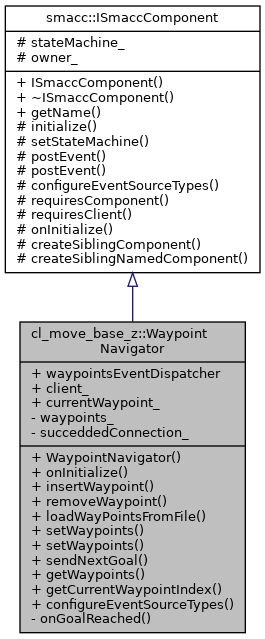 smacc::ISmaccComponent
# stateMachine_
# owner_
+ ISmaccComponent()
+ ~ISmaccComponent()
+ getName()
# initialize()
# setStateMachine()
# postEvent()
# postEvent()
# configureEventSourceTypes()
# requiresComponent()
# requiresClient()
# onInitialize()
# createSiblingComponent()
# createSiblingNamedComponent()
cl_move_base_z::Waypoint
Navigator
+ waypointsEventDispatcher
+ client_
+ currentWaypoint_
- waypoints_
- succeddedConnection_
+ WaypointNavigator()
+ onInitialize()
+ insertWaypoint()
+ removeWaypoint()
+ loadWayPointsFromFile()
+ setWaypoints()
+ setWaypoints()
+ sendNextGoal()
+ getWaypoints()
+ getCurrentWaypointIndex()
+ configureEventSourceTypes()
- onGoalReached()